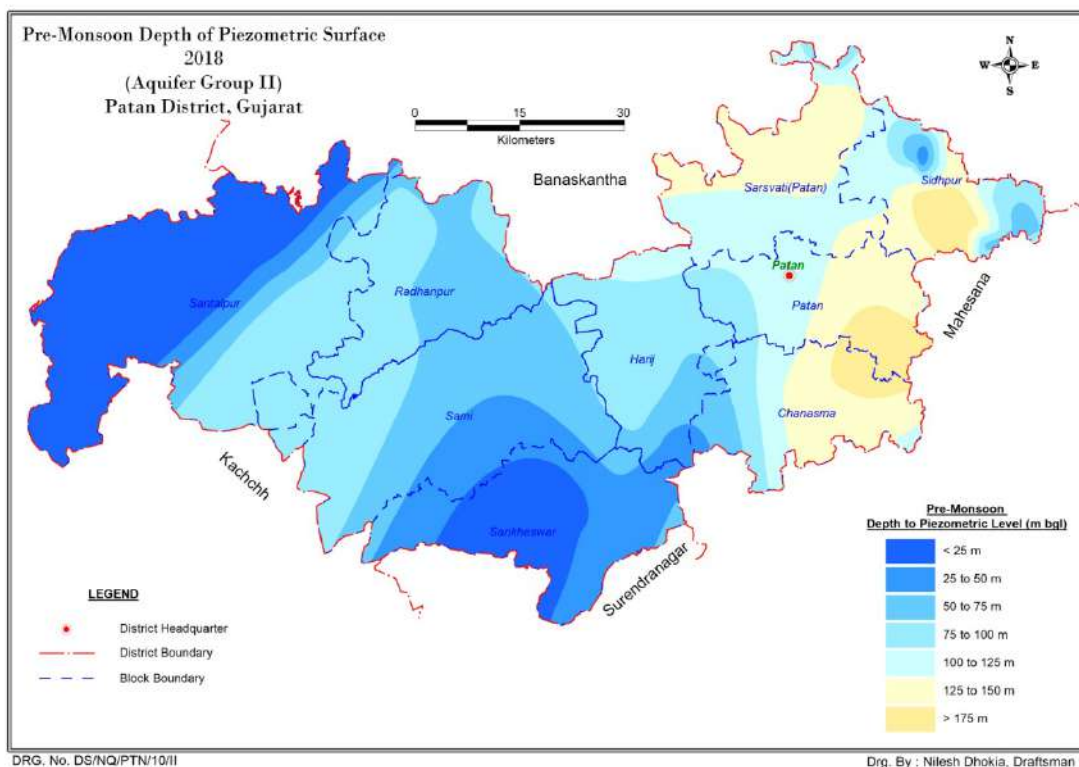 Pre-Monsoon Depth of Piezometric Surface
2018
(Aquifer Group II)
Patan District, Gujarat
N
W E
S
0 15 30
Kilometers
Banaskantha
Sarsvati(Patan)
Sidhpur
Patan
Santalpur
Radhanpur
Patan
Mahesana
Harij
Sami
Chanasma
Kachchh
Sankheswar
Surendranagar
Pre-Monsoon
Depth to Piezometric Level (m bgl)
< 25 m
25 to 50 m
50 to 75 m
75 to 100 m
100 to 125 m
125 to 150 m
> 175 m
LEGEND
District Headquarter
District Boundary
Block Boundary
DRG. No. DS/NQ/PTN/10/II
Drg. By : Nilesh Dhokia, Draftsman